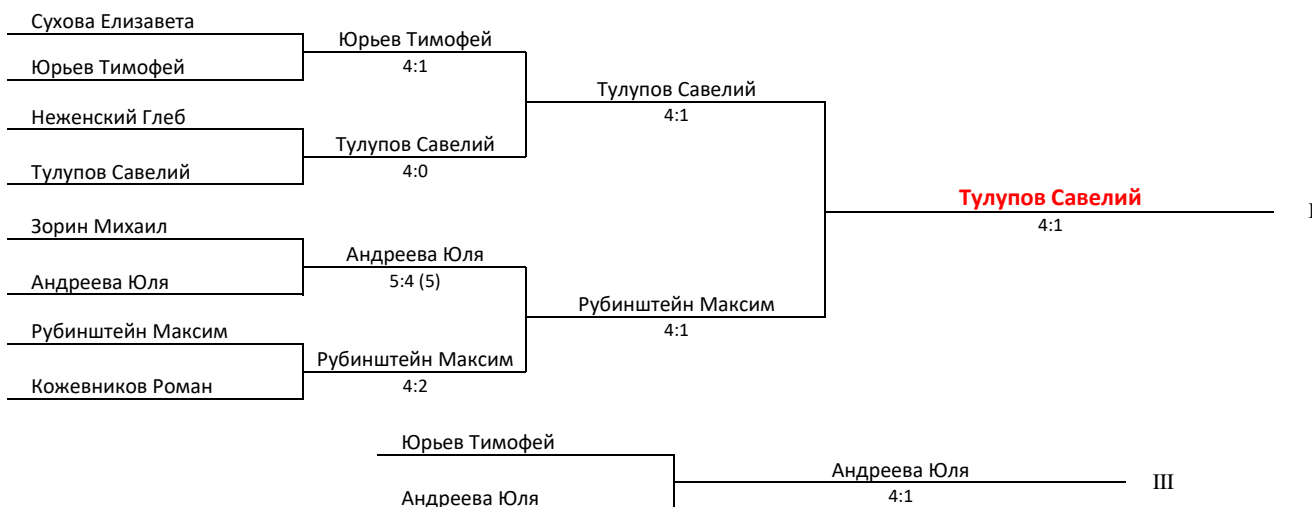 Сухова Елизавета
Юрьев Тимофей
4:1
Юрьев Тимофей
Тулупов Савелий
4:1
Неженский Глеб
Тулупов Савелий
4:0
Тулупов Савелий
Тулупов Савелий
4:1
I
Зорин Михаил
Андреева Юля
5:4 (5)
Андреева Юля
Рубинштейн Максим
4:1
Рубинштейн Максим
Рубинштейн Максим
4:2
Кожевников Роман
Юрьев Тимофей
Андреева Юля
4:1
III
Андреева Юля